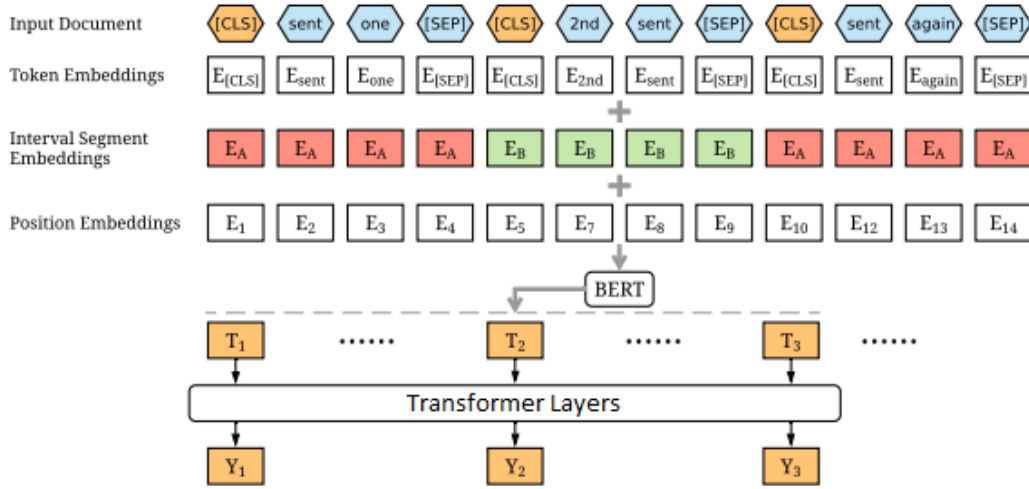 Input Document [CLS] sent one [SEP] [CLS] 2nd sent [SEP] [CLS] sent again [SEP]
Token Embeddings E[CLS] Esent Eone E[SEP] E[CLS] E2nd Esent E[SEP] E[CLS] Esent Eagain E[SEP]
+
Interval Segment
Embeddings EA EA EA EA EB EB EB EB EA EA EA EA
+
Position Embeddings E1 E2 E3 E4 E5 E7 E8 E9 E10 E12 E13 E14
BERT
T1 ...... T2 ...... T3 ......
Transformer Layers
Y1 Y2 Y3